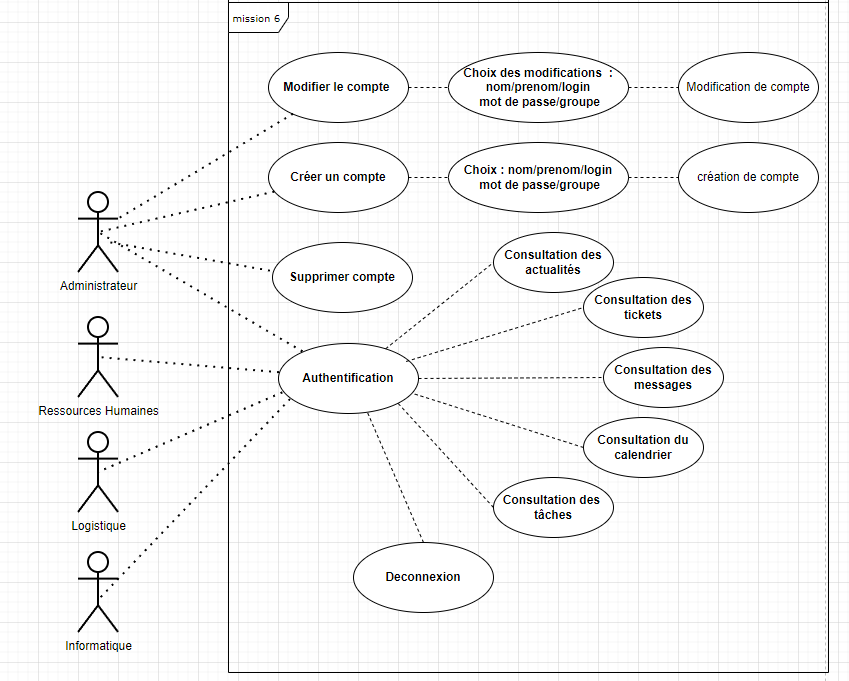 mission 6
Modifier le compte
Choix des modifications :
nom/prenom/login
mot de passe/groupe
Modification de compte
Créer un compte
Choix : nom/prenom/login
mot de passe/groupe
création de compte
Administrateur
Supprimer compte
Consultation des
actualités
Consultation des
tickets
Ressources Humaines
Authentification
Consultation des
messages
Consultation du
calendrier
Logistique
Consultation des
tâches
Deconnexion
Informatique